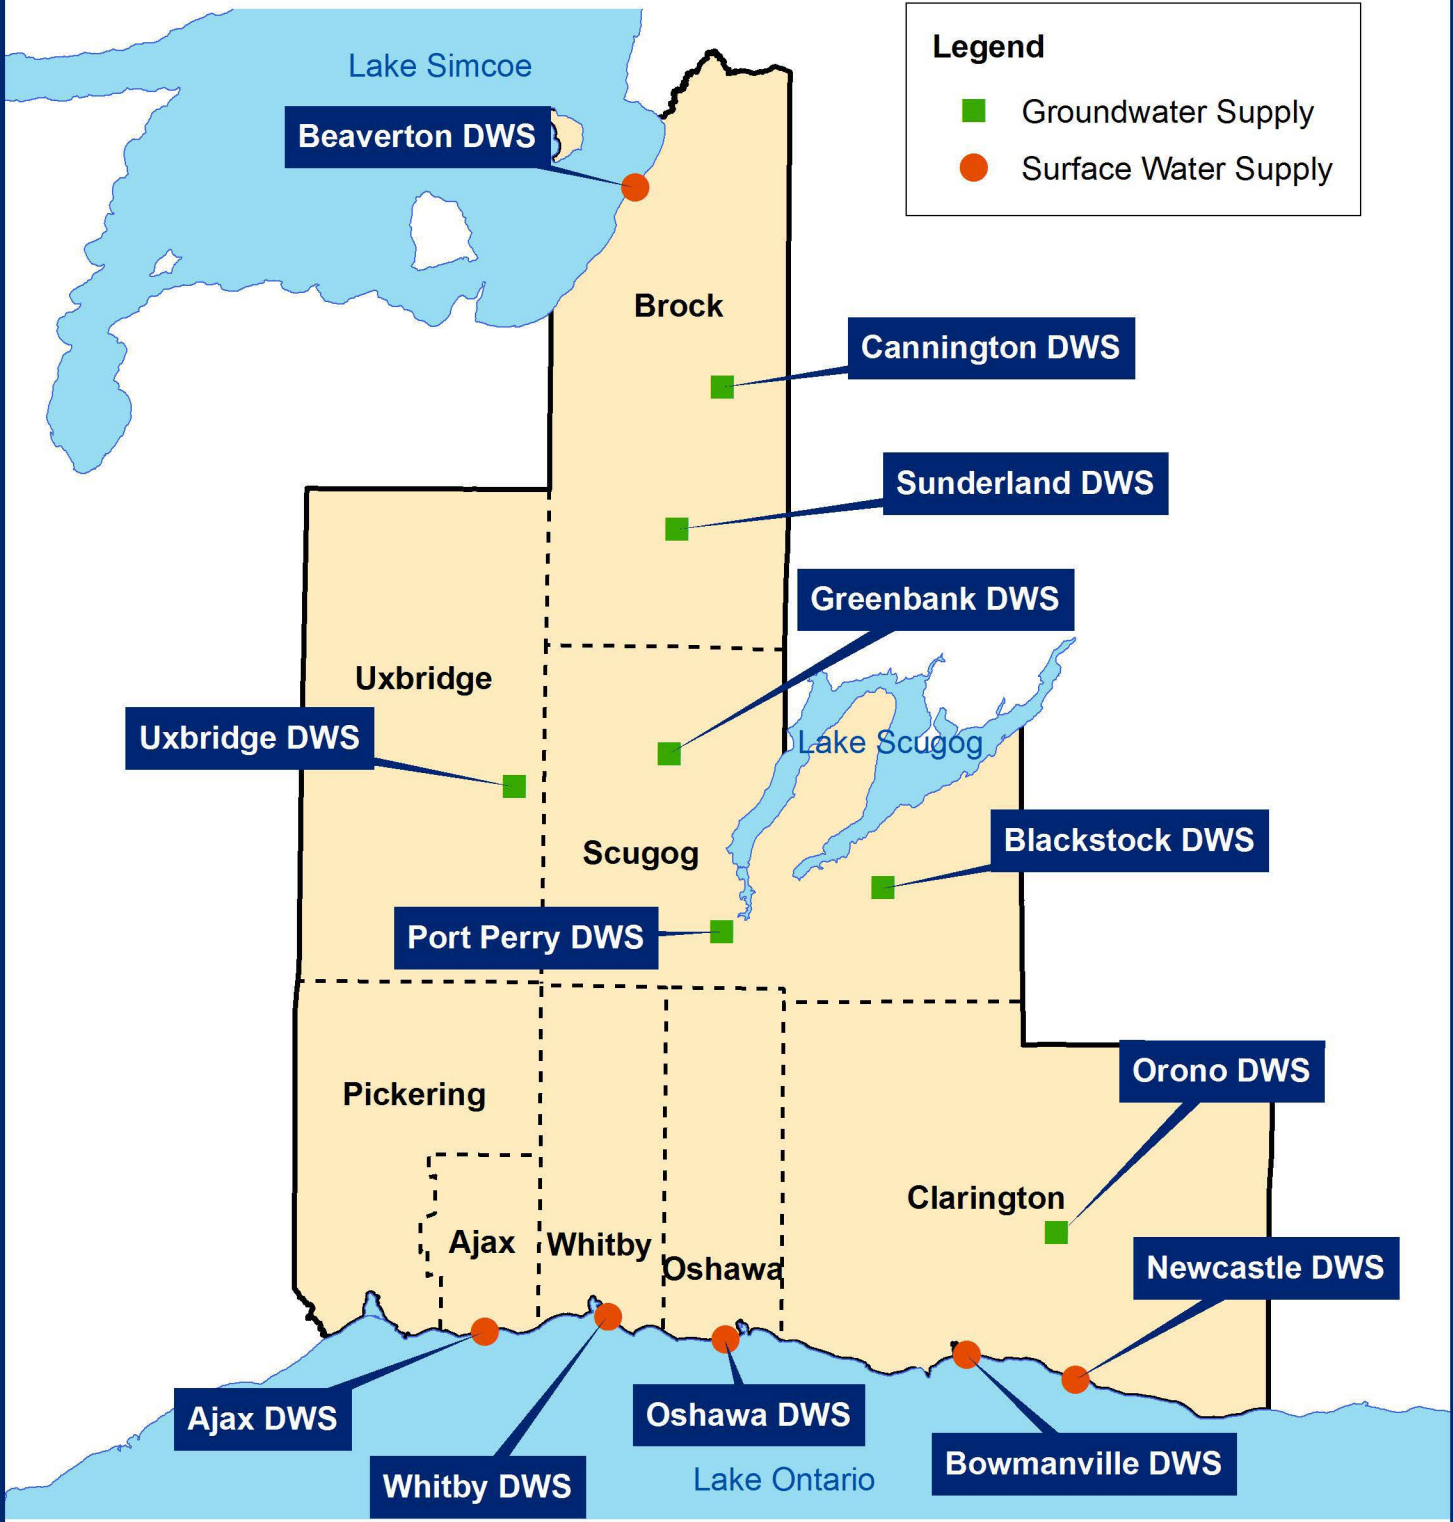 Legend
Groundwater Supply
Surface Water Supply
Lake Simcoe
Beaverton DWS
Brock
Cannington DWS
Sunderland DWS
Greenbank DWS
Uxbridge
Uxbridge DWS
Lake Scugog
Scugog
Blackstock DWS
Port Perry DWS
Orono DWS
Pickering
Clarington
Ajax
Whitby
Oshawa
Newcastle DWS
Ajax DWS
Oshawa DWS
Bowmanville DWS
Whitby DWS
Lake Ontario